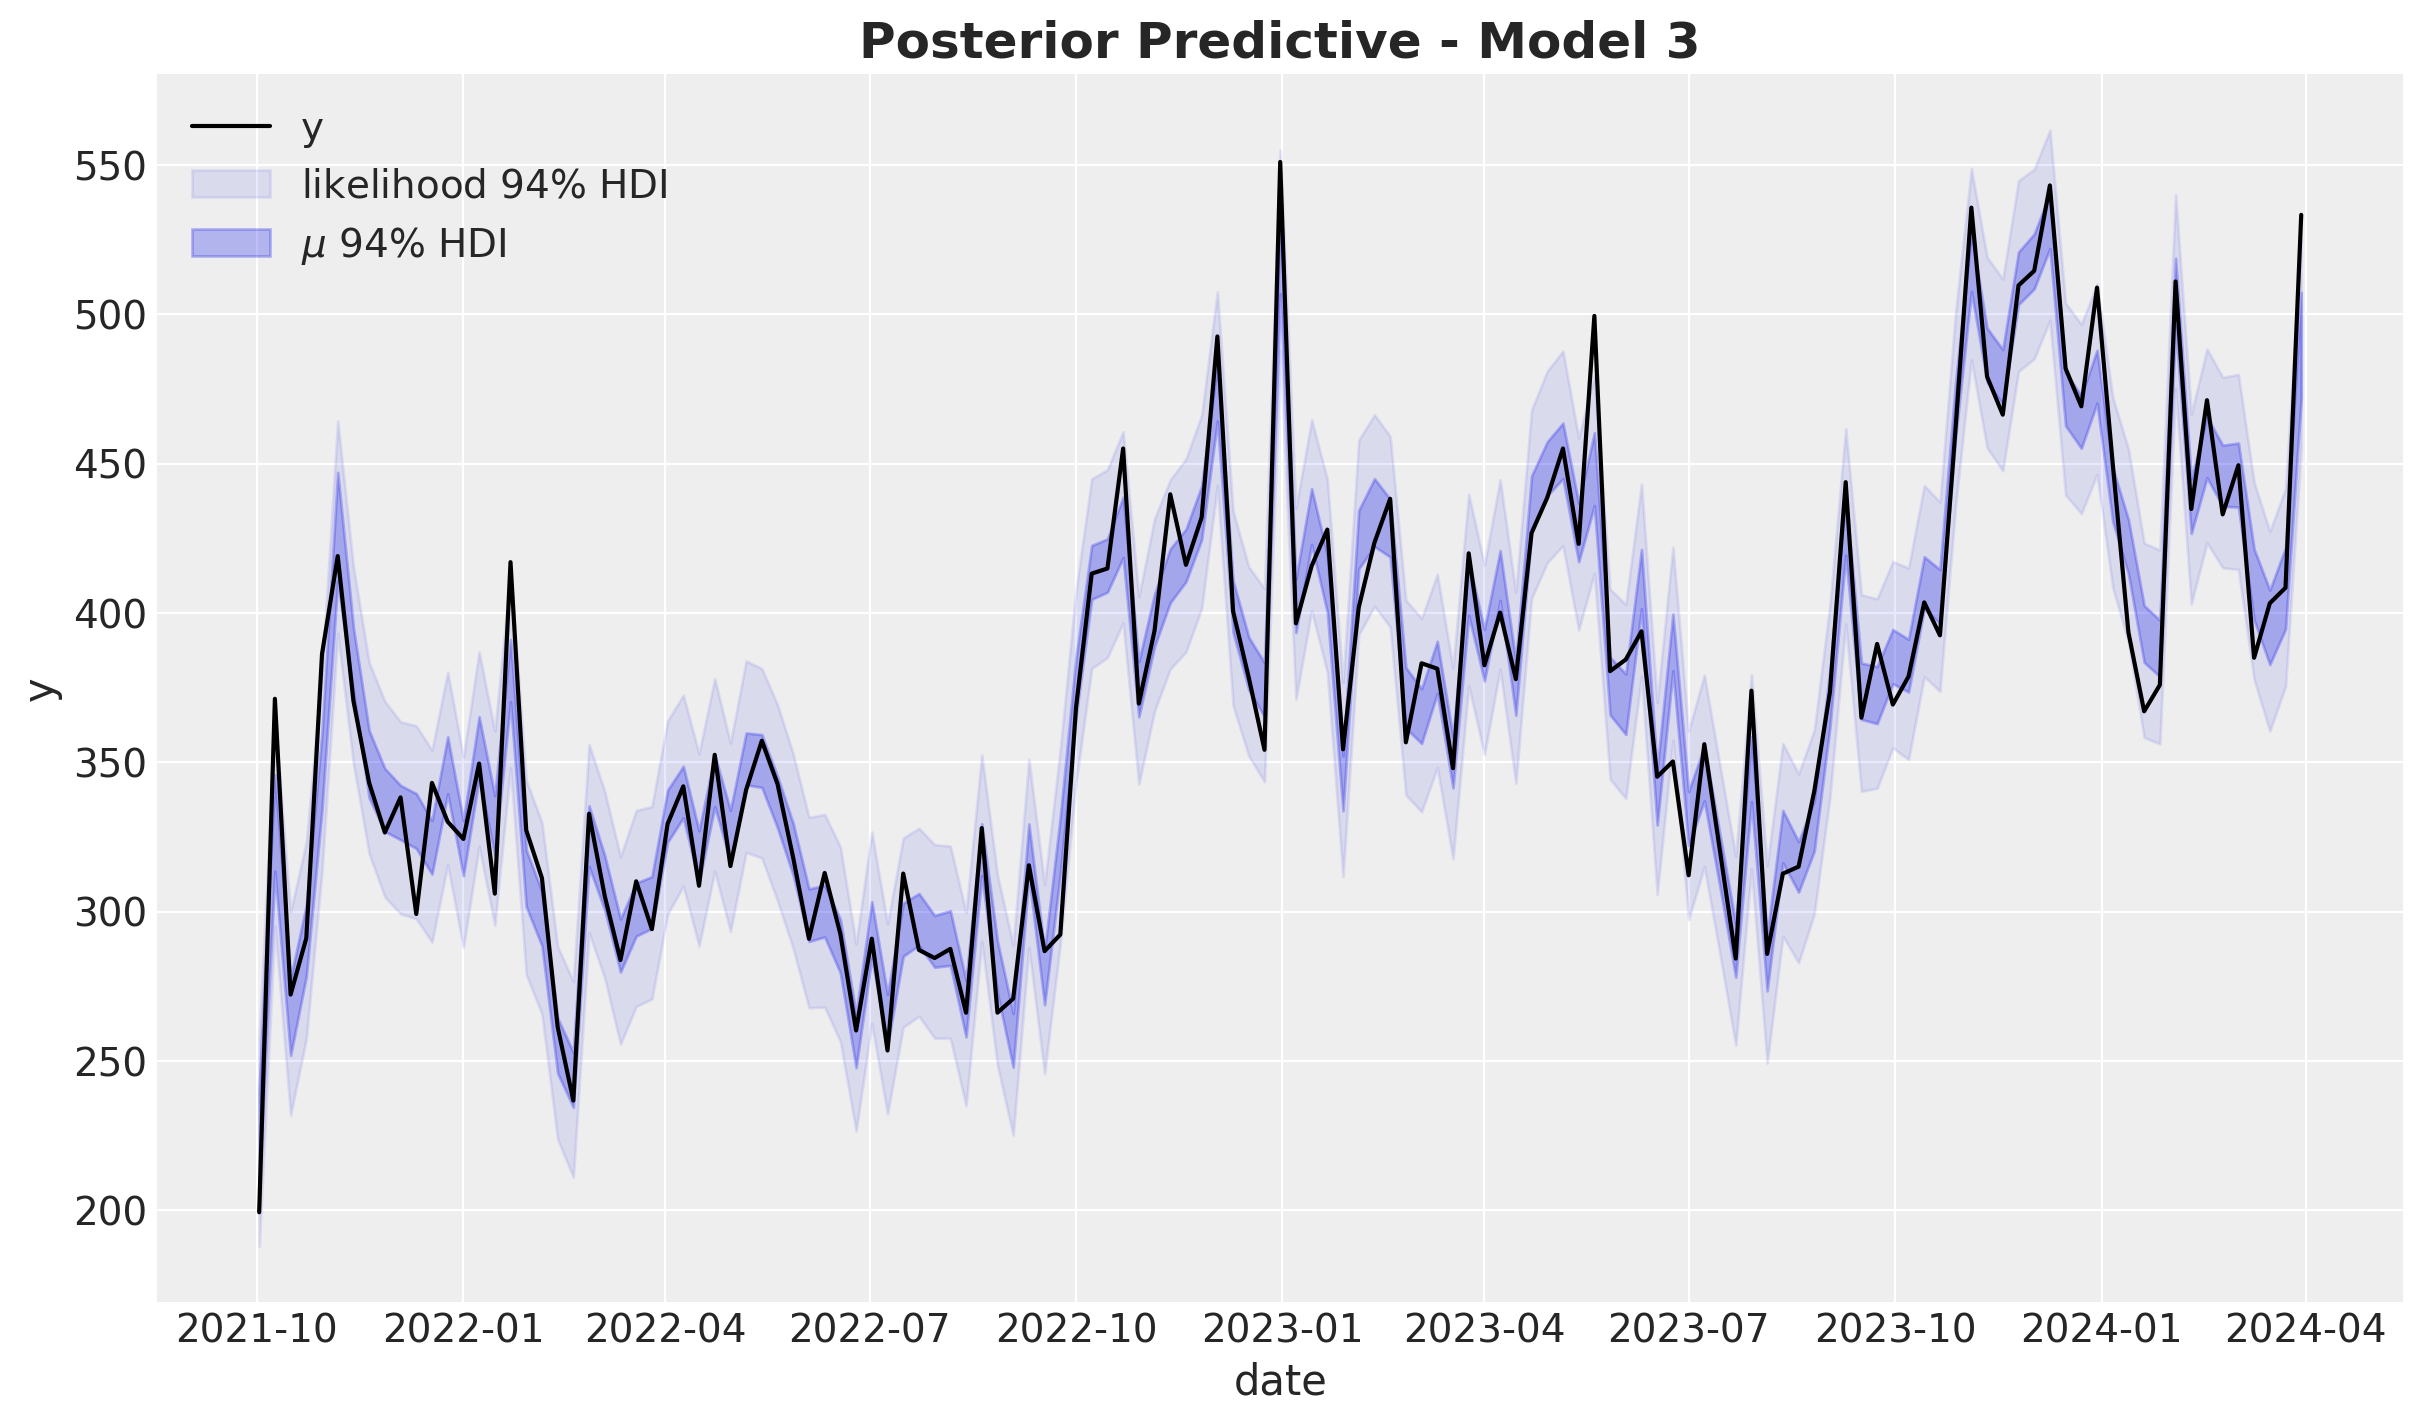 Posterior Predictive - Model 3
y
likelihood 94% HDI
μ 94% HDI
550
500
450
400
350
300
250
200
y
2021-10 2022-01 2022-04 2022-07 2022-10 2023-01 2023-04 2023-07 2023-10 2024-01 2024-04
date